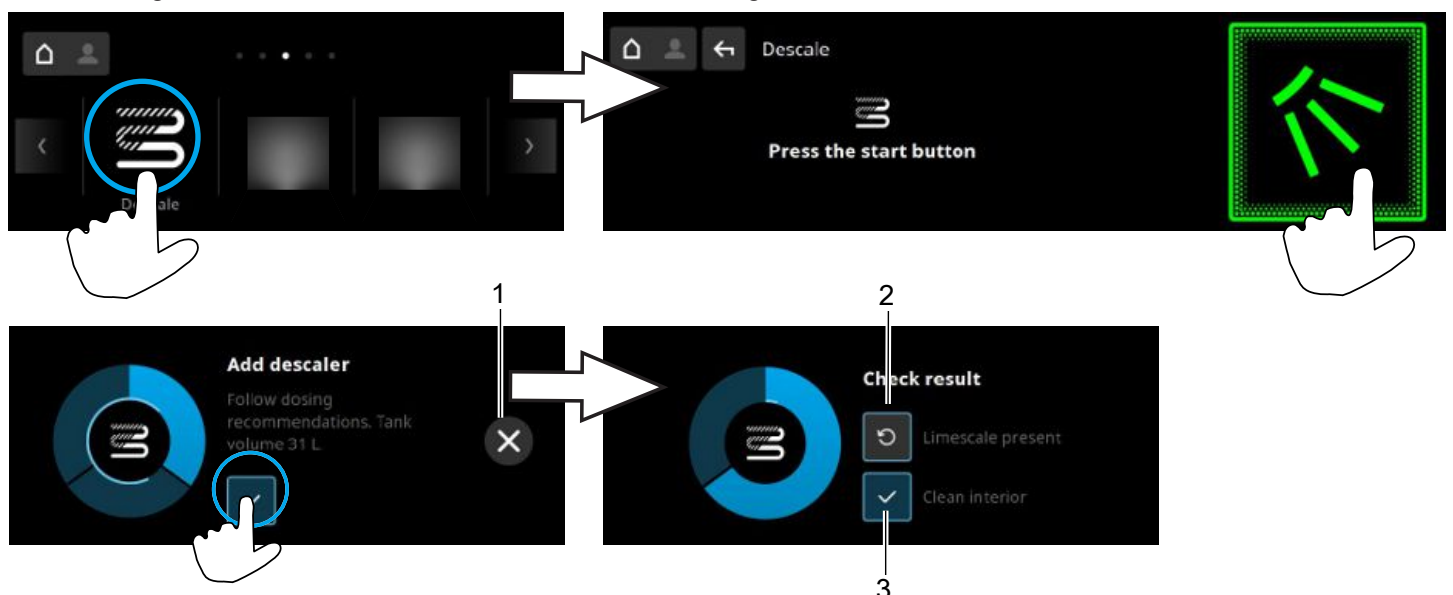 Descale
Descale
Press the start button
1
2
Add descaler
Follow dosing
recommendations. Tank
volume 31 L
Check result
Limescale present
Clean interior
3